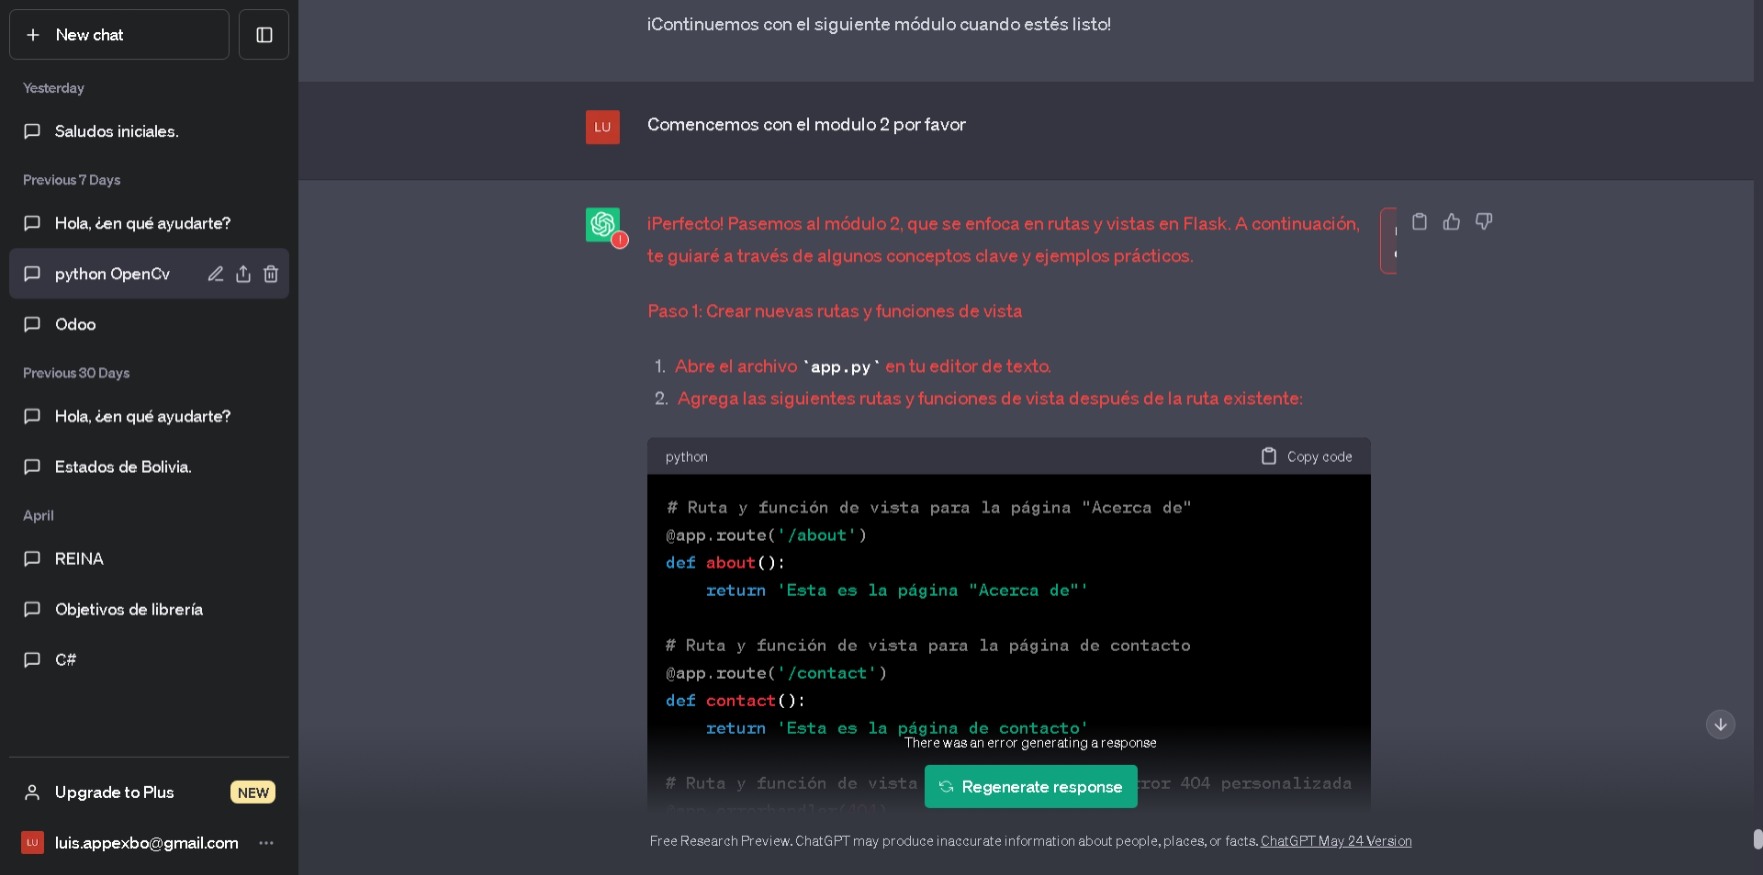 New chat
Yesterday
Saludos iniciales.
Previous 7 Days
Hola, ¿en qué ayudarte?
python OpenCv
Odoo
Previous 30 Days
Hola, ¿en qué ayudarte?
Estados de Bolivia.
April
REINA
Objetivos de librería
C#
Upgrade to Plus NEW
LU luis.appexbo@gmail.com
¡Continuemos con el siguiente módulo cuando estés listo!
LU Comencemos con el modulo 2 por favor
¡Perfecto! Pasemos al módulo 2, que se enfoca en rutas y vistas en Flask. A continuación,
te guiaré a través de algunos conceptos clave y ejemplos prácticos.
Paso 1: Crear nuevas rutas y funciones de vista
1. Abre el archivo `app.py` en tu editor de texto.
2. Agrega las siguientes rutas y funciones de vista después de la ruta existente:
python Copy code
# Ruta y función de vista para la página "Acerca de"
@app.route('/about')
def about():
return 'Esta es la página "Acerca de"'
# Ruta y función de vista para la página de contacto
@app.route('/contact')
def contact():
return 'Esta es la página de contacto'
There was an error generating a response
# Ruta y función de vista rror 404 personalizada
Regenerate response
@app.errorhandler(404)
Free Research Preview. ChatGPT may produce inaccurate information about people, places, or facts. ChatGPT May 24 Version